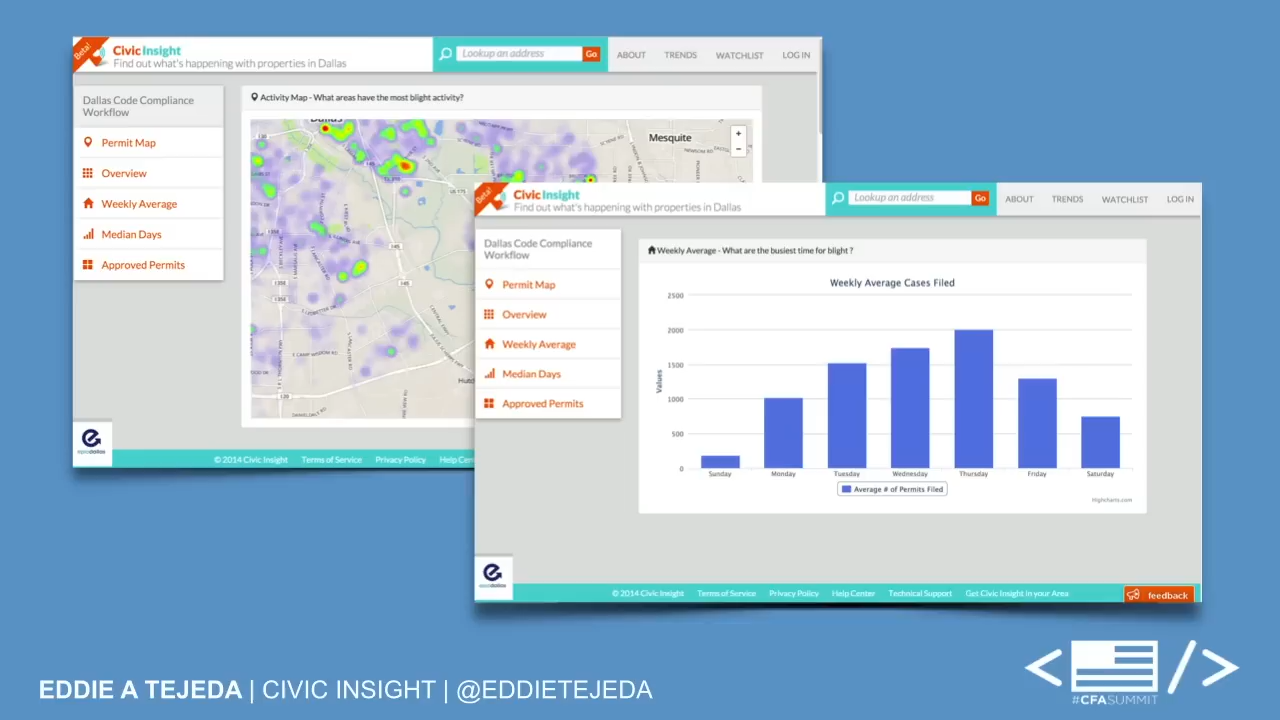 Beta!
Civic Insight
Find out what's happening with properties in Dallas
Lookup an address
Go
ABOUT
TRENDS
WATCHLIST
LOG IN
Dallas Code Compliance
Workflow
Permit Map
Overview
Weekly Average
Median Days
Approved Permits
Activity Map - What areas have the most blight activity?
Dallas
Mesquite
+
−
US 175
© 2014 Civic Insight
Terms of Service
Privacy Policy
Beta!
Civic Insight
Find out what's happening with properties in Dallas
Lookup an address
Go
ABOUT
TRENDS
WATCHLIST
LOG IN
Dallas Code Compliance
Workflow
Permit Map
Overview
Weekly Average
Median Days
Approved Permits
Weekly Average - What are the busiest time for blight ?
Weekly Average Cases Filed
2500
2000
1500
1000
500
0
Values
Sunday
Monday
Tuesday
Wednesday
Thursday
Friday
Saturday
Average # of Permits Filed
Highcharts.com
© 2014 Civic Insight
Terms of Service
Privacy Policy
Help Center
Technical Support
Get Civic Insight in your Area
feedback
EDDIE A TEJEDA | CIVIC INSIGHT | @EDDIETEJEDA
#CFASUMMIT